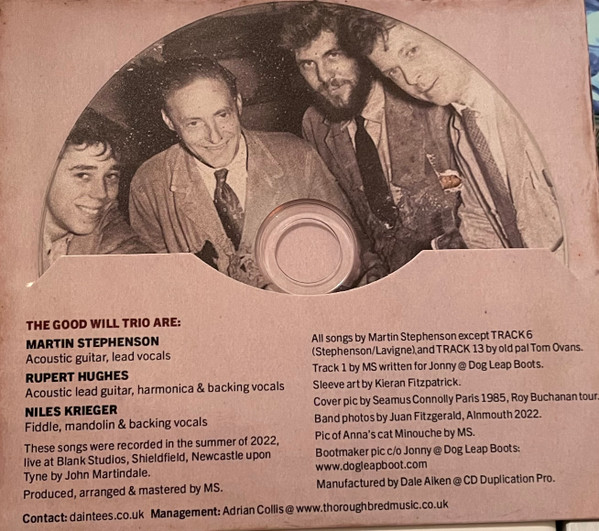 THE GOOD WILL TRIO ARE:
MARTIN STEPHENSON
Acoustic guitar, lead vocals
RUPERT HUGHES
Acoustic lead guitar, harmonica & backing vocals
NILES KRIEGER
Fiddle, mandolin & backing vocals
These songs were recorded in the summer of 2022,
live at Blank Studios, Shieldfield, Newcastle upon
Tyne by John Martindale.
Produced, arranged & mastered by MS.
All songs by Martin Stephenson except TRACK 6
(Stephenson/Lavigne),and TRACK 13 by old pal Tom Ovans.
Track 1 by MS written for Jonny @ Dog Leap Boots.
Sleeve art by Kieran Fitzpatrick.
Cover pic by Seamus Connolly Paris 1985, Roy Buchanan tour.
Band photos by Juan Fitzgerald, Alnmouth 2022.
Pic of Anna's cat Minouche by MS.
Bootmaker pic c/o Jonny @ Dog Leap Boots:
www.dogleapboot.com
Manufactured by Dale Aiken @ CD Duplication Pro.
Contact: daintees.co.uk Management: Adrian Collis @ www.thoroughbredmusic.co.uk